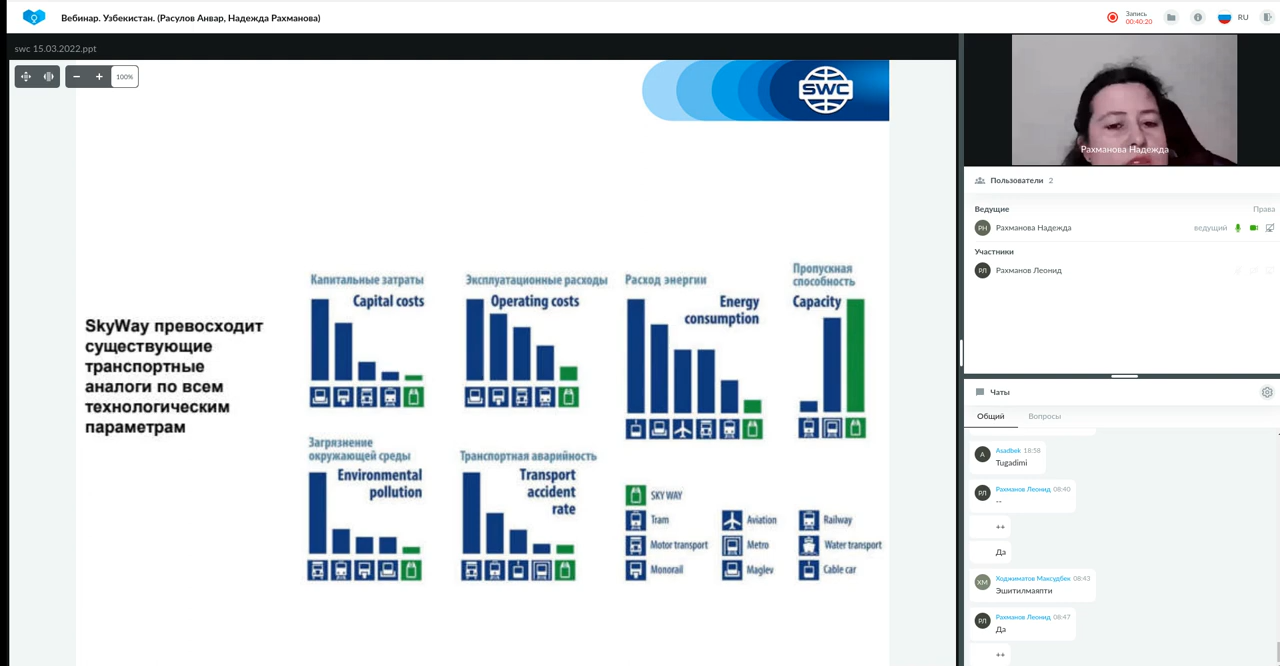 Вебинар. Узбекистан. (Расулов Анвар, Надежда Рахманова)
Запись
00:40:20
RU
swc 15.03.2022.ppt
100%
SWC
SkyWay превосходит
существующие
транспортные
аналоги по всем
технологическим
параметрам
Капитальные затраты
Capital costs
Эксплуатационные расходы
Operating costs
Расход энергии
Energy
consumption
Пропускная
способность
Capacity
Загрязнение
окружающей среды
Environmental
pollution
Транспортная аварийность
Transport
accident
rate
SKY WAY
Tram
Aviation
Railway
Motor transport
Metro
Water transport
Monorail
Maglev
Cable car
Рахманова Надежда
Пользователи 2
Ведущие
Права
РН
Рахманова Надежда
ведущий
Участники
РЛ
Рахманов Леонид
Чаты
Общий
Вопросы
A
Asadbek 18:58
Tugadimi
РЛ
Рахманов Леонид 08:40
--
++
Да
ХМ
Ходжиматов Максудбек 08:43
Эшитилмаяпти
РЛ
Рахманов Леонид 08:47
Да
++